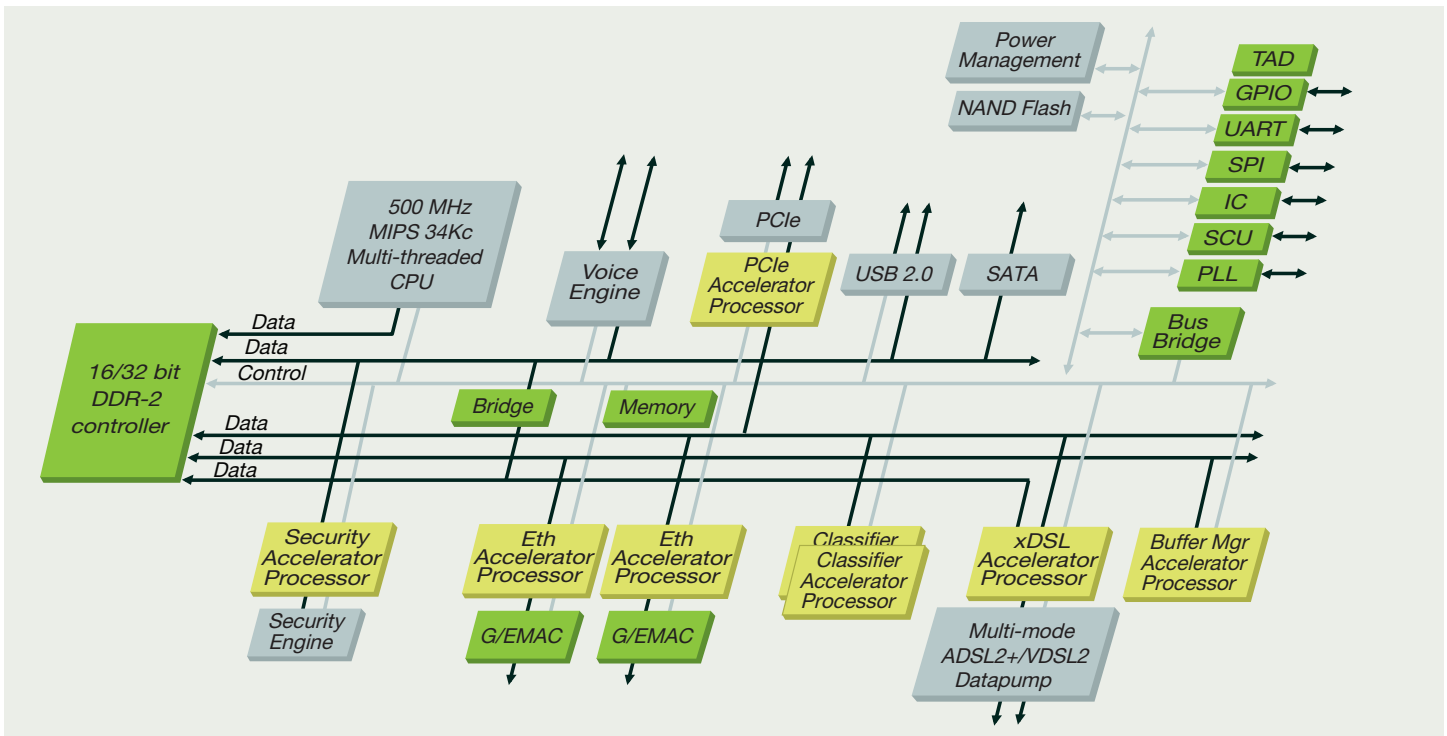 Power
Management
NAND Flash
TAD
GPIO
UART
SPI
IC
SCU
PLL
Bus
Bridge
500 MHz
MIPS 34Kc
Multi-threaded
CPU
Voice
Engine
PCIe
PCIe
Accelerator
Processor
USB 2.0
SATA
16/32 bit
DDR-2
controller
Data
Data
Control
Bridge
Memory
Data
Data
Data
Security
Accelerator
Processor
Security
Engine
Eth
Accelerator
Processor
G/EMAC
Eth
Accelerator
Processor
G/EMAC
Classifier
Classifier
Accelerator
Processor
xDSL
Accelerator
Processor
Multi-mode
ADSL2+/VDSL2
Datapump
Buffer Mgr
Accelerator
Processor